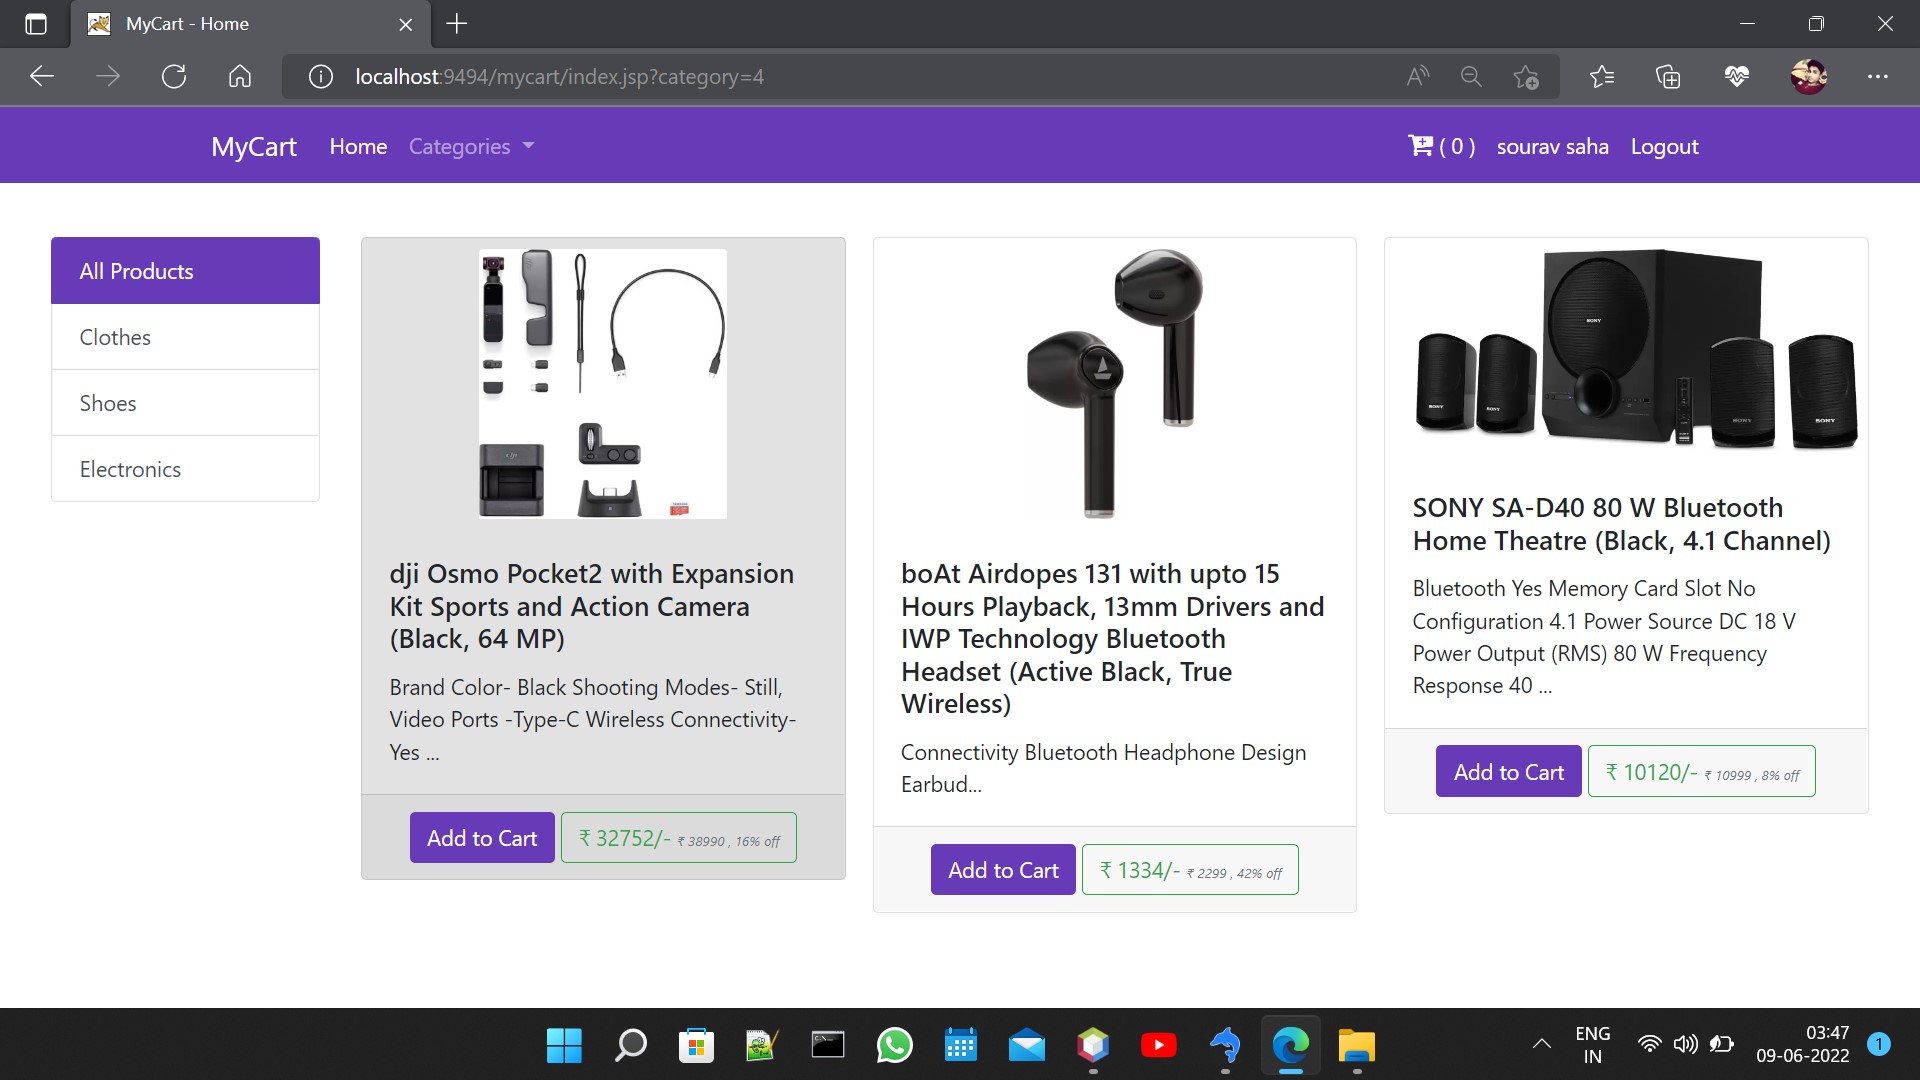 MyCart - Home
localhost:9494/mycart/index.jsp?category=4
MyCart
Home
Categories
( 0 )
sourav saha
Logout
All Products
Clothes
Shoes
Electronics
dji Osmo Pocket2 with Expansion
Kit Sports and Action Camera
(Black, 64 MP)
Brand Color- Black Shooting Modes- Still,
Video Ports -Type-C Wireless Connectivity-
Yes ...
Add to Cart
₹ 32752/- ₹ 38990 , 16% off
boAt Airdopes 131 with upto 15
Hours Playback, 13mm Drivers and
IWP Technology Bluetooth
Headset (Active Black, True
Wireless)
Connectivity Bluetooth Headphone Design
Earbud...
Add to Cart
₹ 1334/- ₹ 2299 , 42% off
SONY
SONY
SONY
SONY
SONY
SONY SA-D40 80 W Bluetooth
Home Theatre (Black, 4.1 Channel)
Bluetooth Yes Memory Card Slot No
Configuration 4.1 Power Source DC 18 V
Power Output (RMS) 80 W Frequency
Response 40 ...
Add to Cart
₹ 10120/- ₹ 10999 , 8% off
ENG
IN
03:47
09-06-2022
1